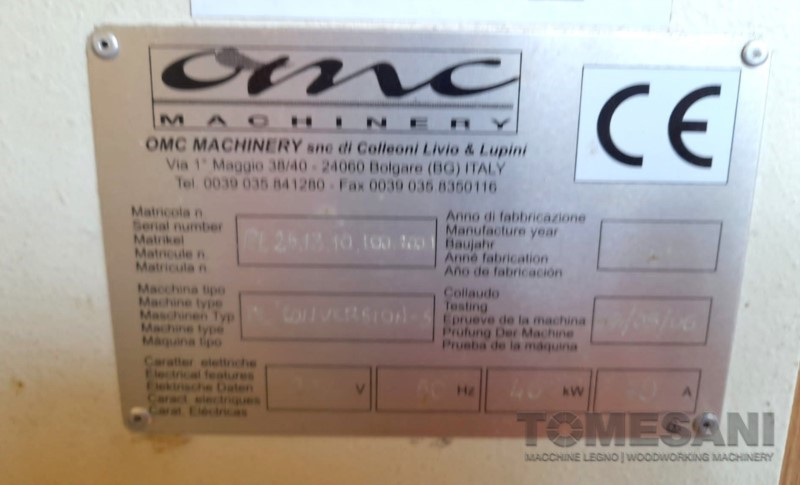 omc
MACHINERY
OMC MACHINERY snc di Colleoni Livio & Lupini
Via 1° Maggio 38/40 - 24060 Bolgare (BG) ITALY
Tel. 0039 035 841280 - Fax 0039 035 8350116
CE
Matricola n.
Serial number
Matrikel
Matricule n.
Matricula n.
Anno di fabbricazione
Manufacture year
Baujahr
Anné fabrication
Año de fabricación
Macchina tipo
Machine type
Maschinen Typ
Machine type
Máquina tipo
CONVERSION-S
Collaudo
Testing
Eprueve de la machina
Prüfung Der Machine
Prueba de la máquina
Caratter. elettriche
Electrical features
Elektrische Daten
Caract. electriques
Carat. Eléctricas
V
Hz
40 kW
A
TOMESANI
MACCHINE LEGNO | WOODWORKING MACHINERY